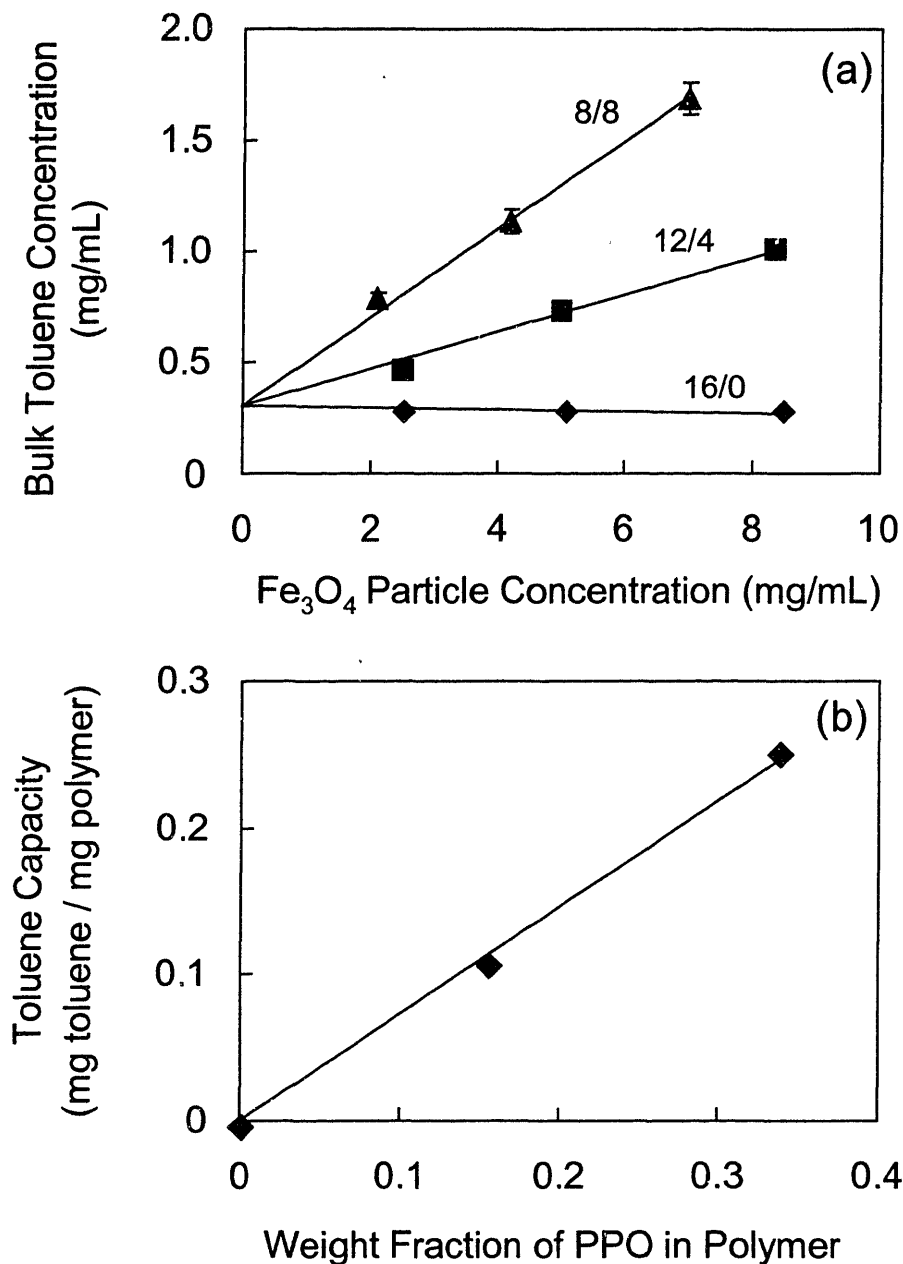 2.0
(a)
8/8
1.5
12/4
1.0
16/0
0.5
0
0 2 4 6 8 10
Bulk Toluene Concentration
(mg/mL)
Fe₃O₄ Particle Concentration (mg/mL)
0.3
(b)
0.2
0.1
0
0 0.1 0.2 0.3 0.4
Toluene Capacity
(mg toluene / mg polymer)
Weight Fraction of PPO in Polymer